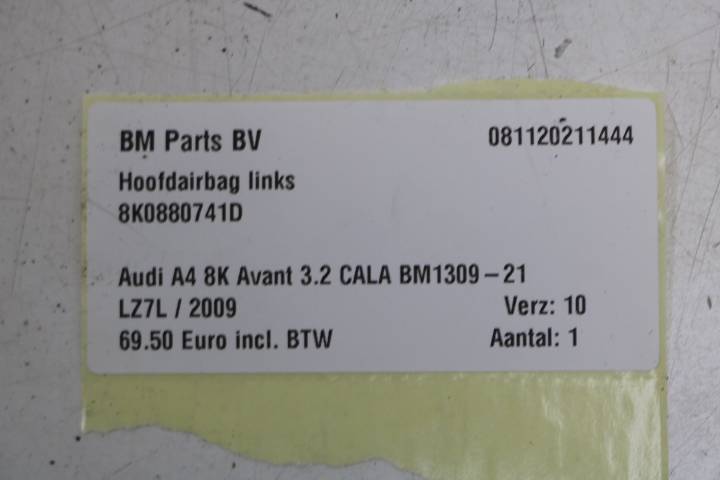 BM Parts BV 081120211444
Hoofdairbag links
8K0880741D
Audi A4 8K Avant 3.2 CALA BM1309-21
LZ7L / 2009 Verz: 10
69.50 Euro incl. BTW Aantal: 1